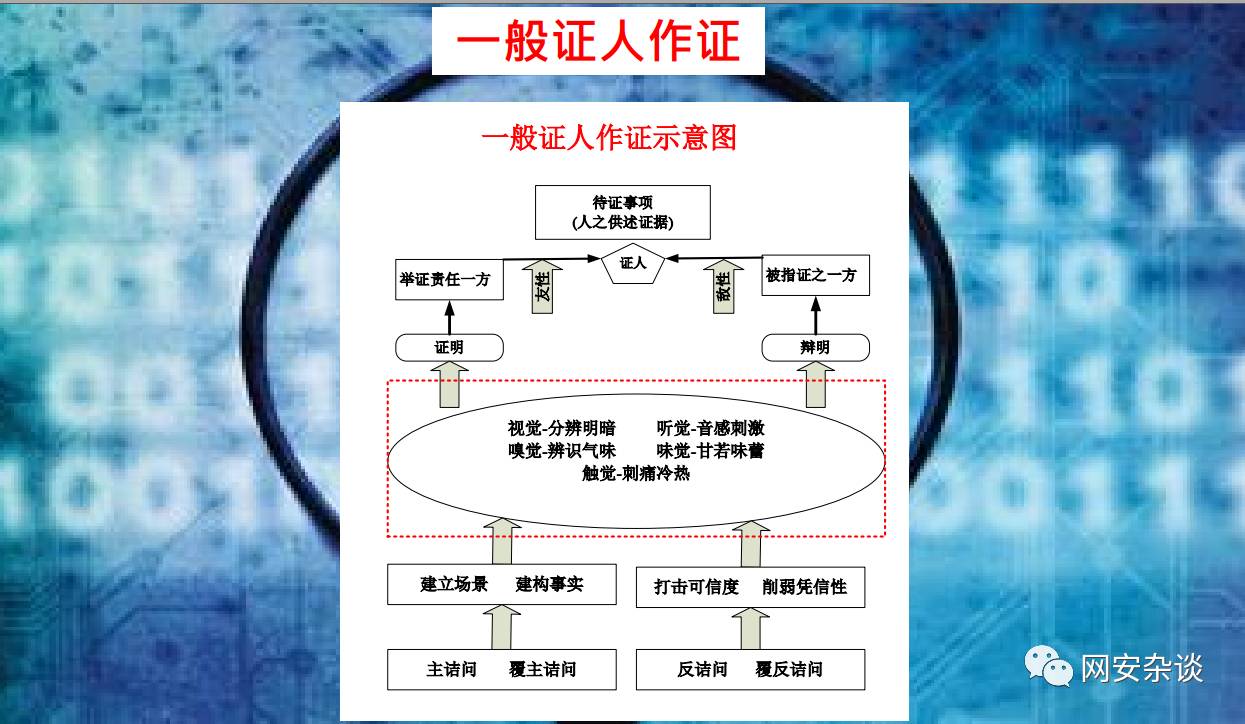 一般证人作证
一般证人作证示意图
待证事项
(人之供述证据)
证人
举证责任一方
友性
敌性
被指证之一方
证明
辩明
视觉-分辨明暗 听觉-音感刺激
嗅觉-辨识气味 味觉-甘若味蕾
触觉-刺痛冷热
建立场景 建构事实
打击可信度 削弱凭信性
主诘问 覆主诘问
反诘问 覆反诘问
网安杂谈